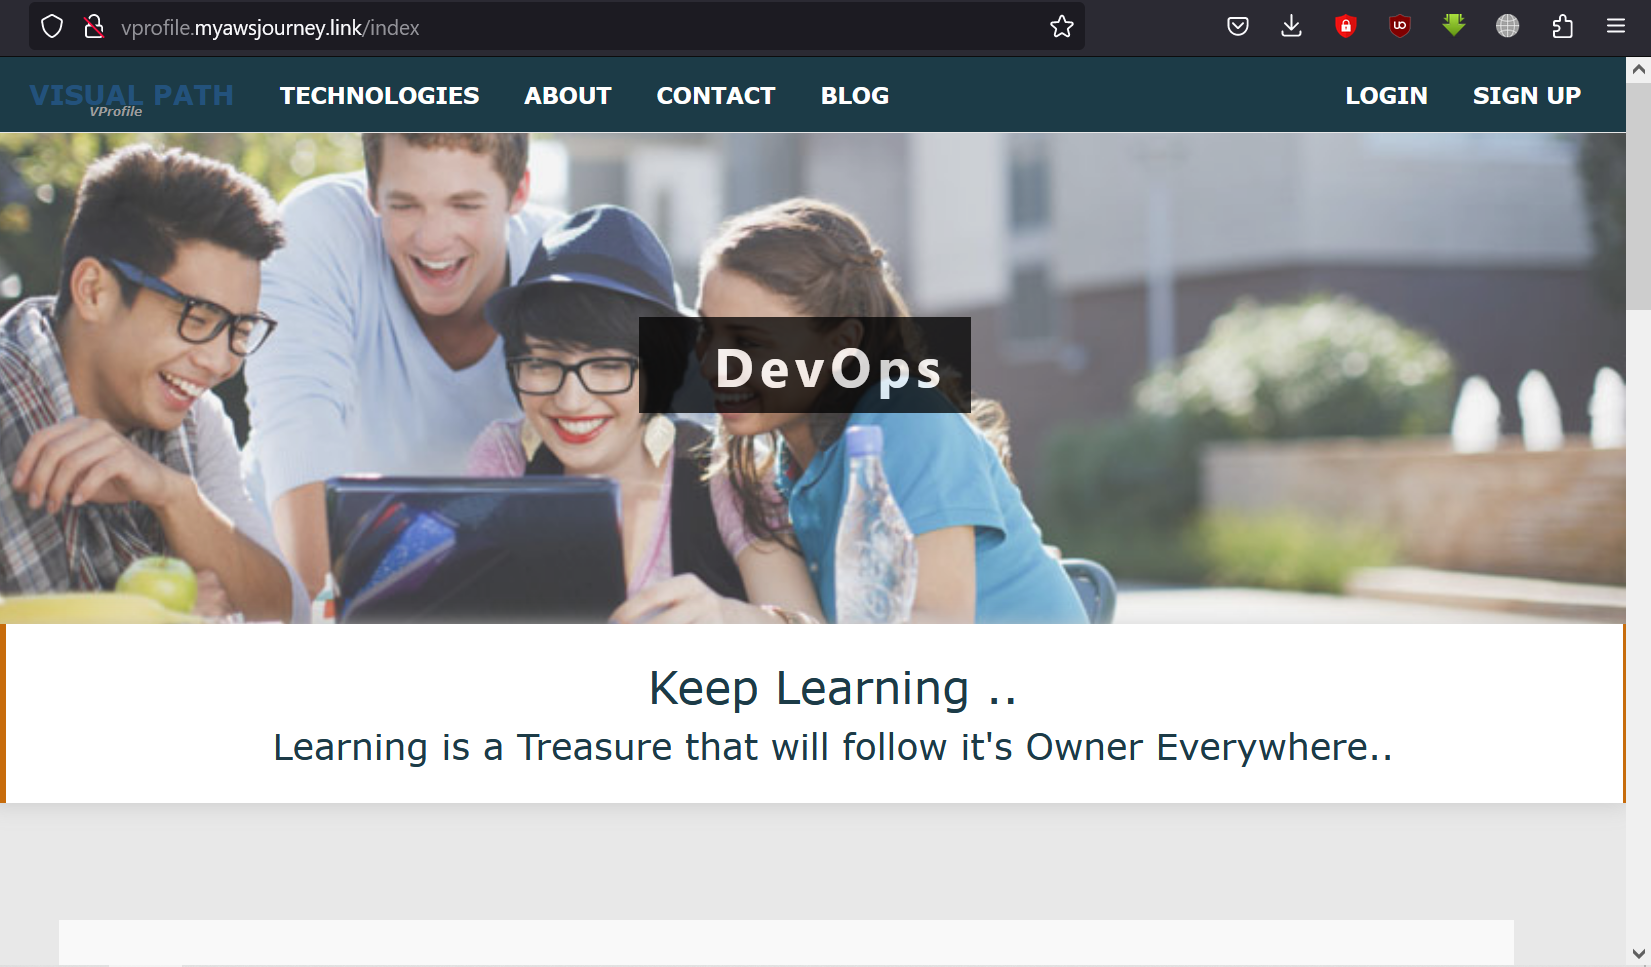 vprofile.myawsjourney.link/index
VISUAL PATH
VProfile
TECHNOLOGIES
ABOUT
CONTACT
BLOG
LOGIN
SIGN UP
DevOps
Keep Learning ..
Learning is a Treasure that will follow it's Owner Everywhere..